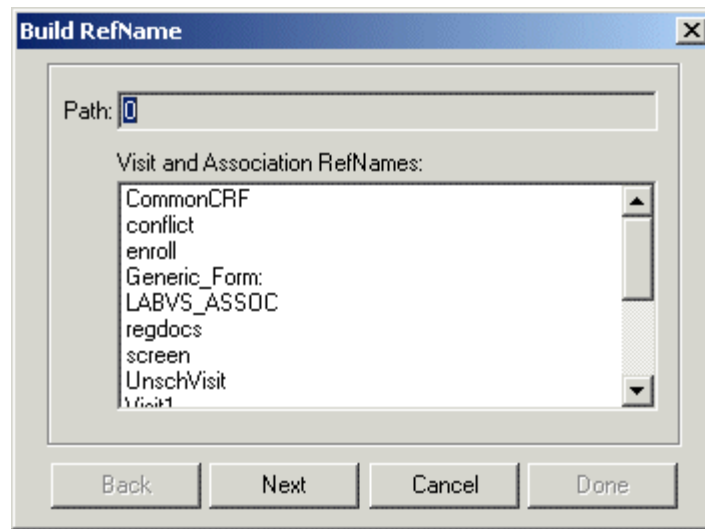 Build RefName
Path: 0
Visit and Association RefNames:
CommonCRF
conflict
enroll
Generic_Form:
LABVS_ASSOC
regdocs
screen
UnschVisit
Visit1
Back Next Cancel Done